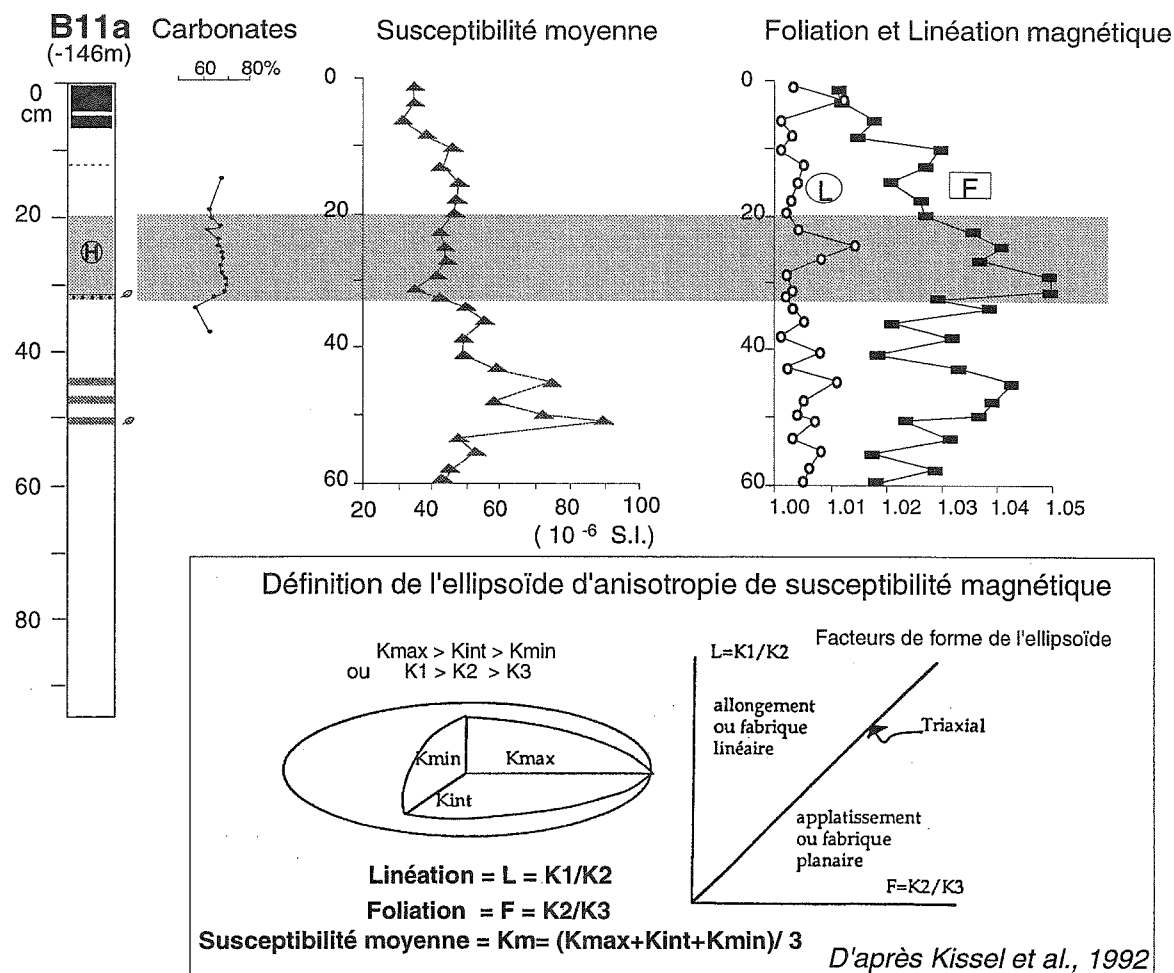 B11a
(-146m)
Carbonates
Susceptibilité moyenne
Foliation et Linéation magnétique
60 80%
0
cm
20
40
60
80
H
0
20
40
60
20 40 60 80 100
( 10 -6 S.I.)
0
20
40
60
L
F
1.00 1.01 1.02 1.03 1.04 1.05
Définition de l'ellipsoïde d'anisotropie de susceptibilité magnétique
Kmax > Kint > Kmin
ou K1 > K2 > K3
Kmin
Kmax
Kint
Linéation = L = K1/K2
Foliation = F = K2/K3
Susceptibilité moyenne = Km= (Kmax+Kint+Kmin)/ 3
Facteurs de forme de l'ellipsoïde
L=K1/K2
allongement
ou fabrique
linéaire
Triaxial
applatissement
ou fabrique
planaire
F=K2/K3
D'après Kissel et al., 1992